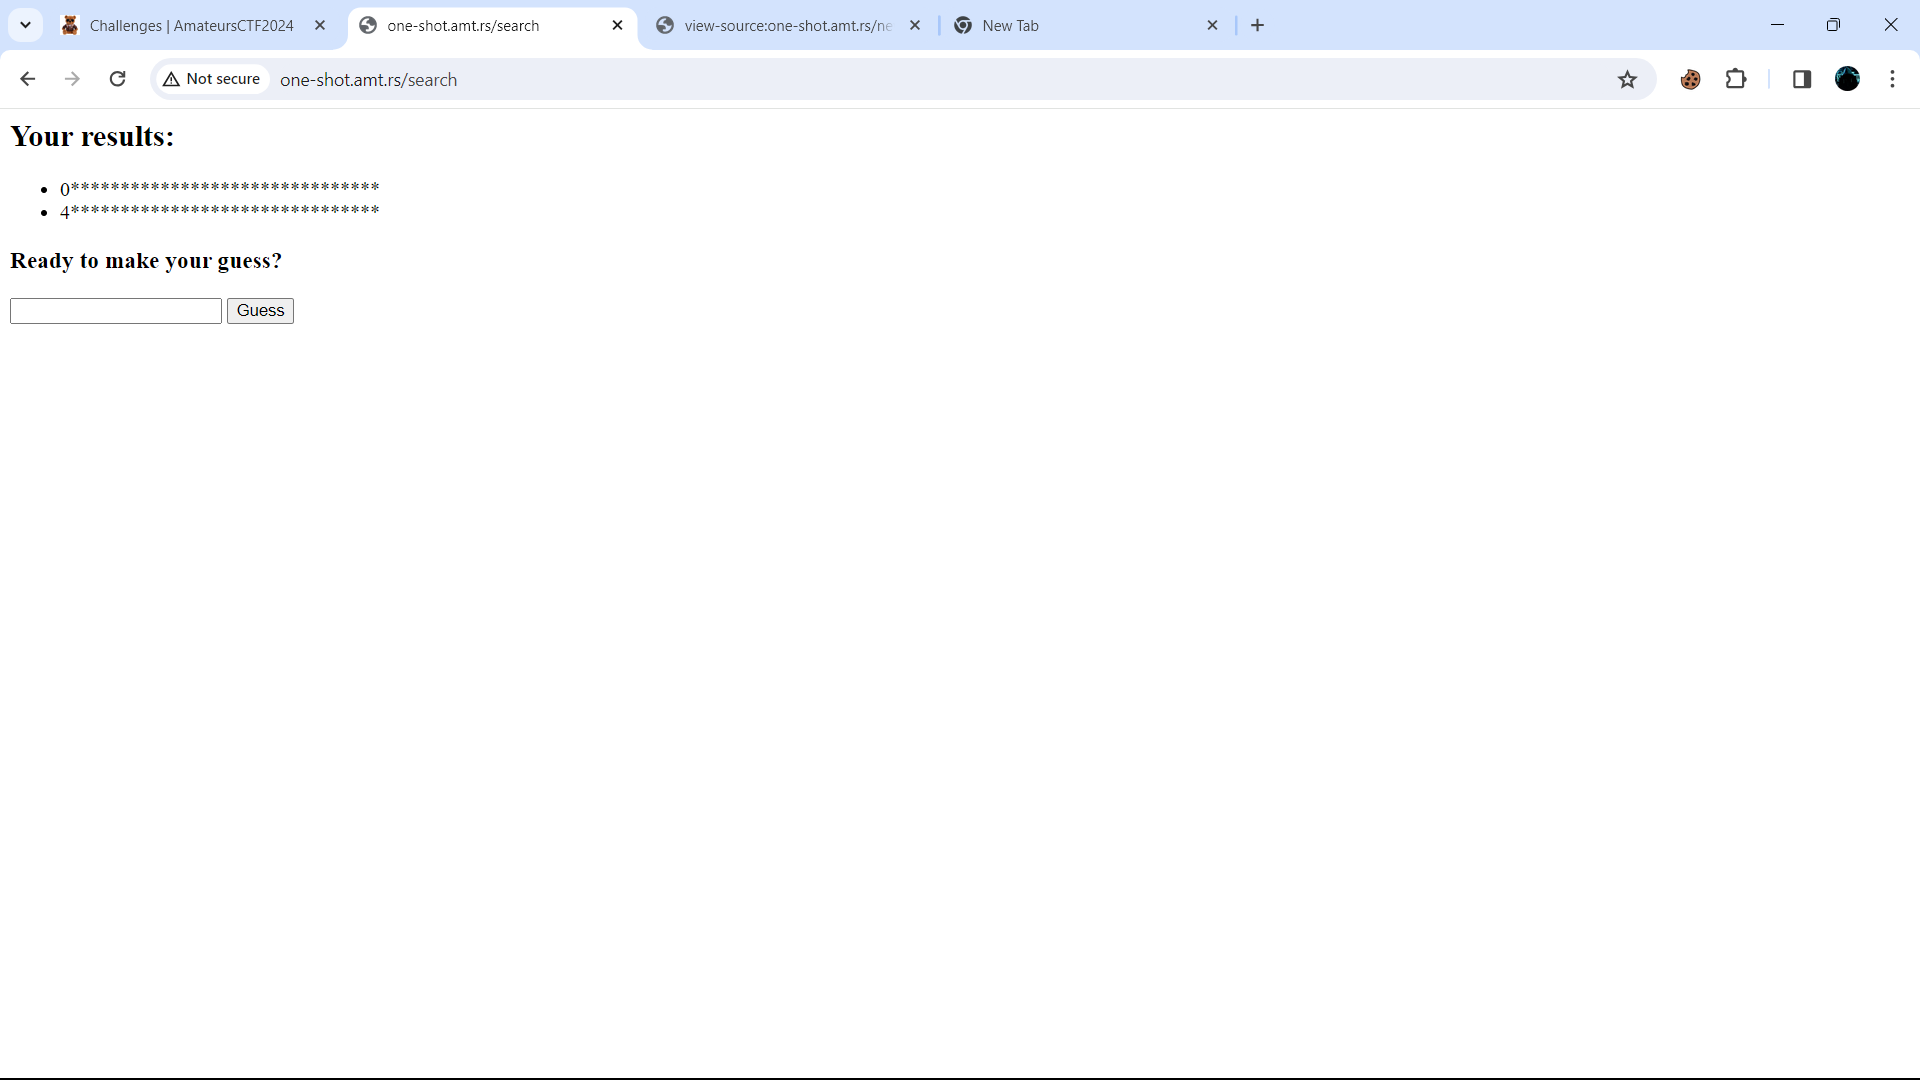 Challenges | AmateursCTF2024
one-shot.amt.rs/search
view-source:one-shot.amt.rs/ne
New Tab
Not secure
one-shot.amt.rs/search
Your results:
0*******************************
4*******************************
Ready to make your guess?
Guess